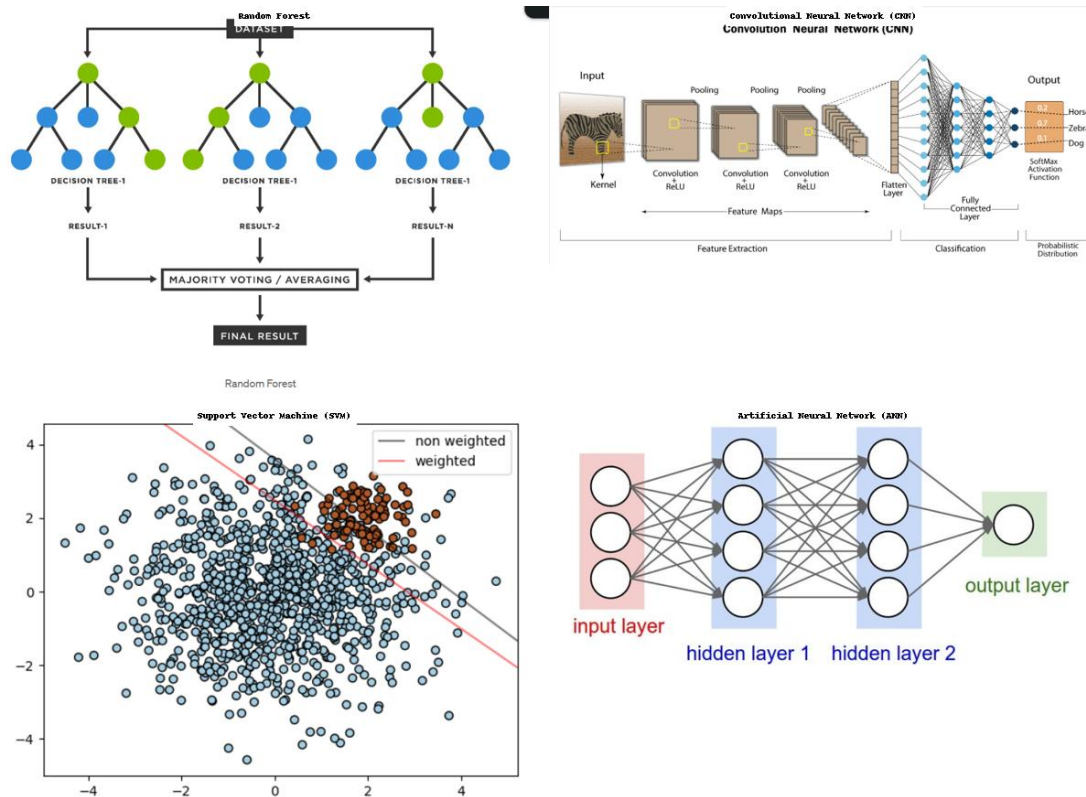 Random Forest
DATASET
DECISION TREE-1
DECISION TREE-1
DECISION TREE-1
RESULT-1
RESULT-2
RESULT-N
MAJORITY VOTING / AVERAGING
FINAL RESULT
Random Forest
Convolutional Neural Network (CNN)
Convolution Neural Network (CNN)
Input
Output
Pooling
Pooling
Pooling
0.2
0.7
0.1
Hors
Zebra
Dog
SoftMax
Activation
Function
Kernel
Convolution
+
ReLU
Convolution
+
ReLU
Convolution
+
ReLU
Flatten
Layer
Fully
Connected
Layer
Feature Maps
Feature Extraction
Classification
Probabilistic
Distribution
Support Vector Machine (SVM)
non weighted
weighted
4
2
0
−2
−4
−4
−2
0
2
4
Artificial Neural Network (ANN)
input layer
hidden layer 1
hidden layer 2
output layer